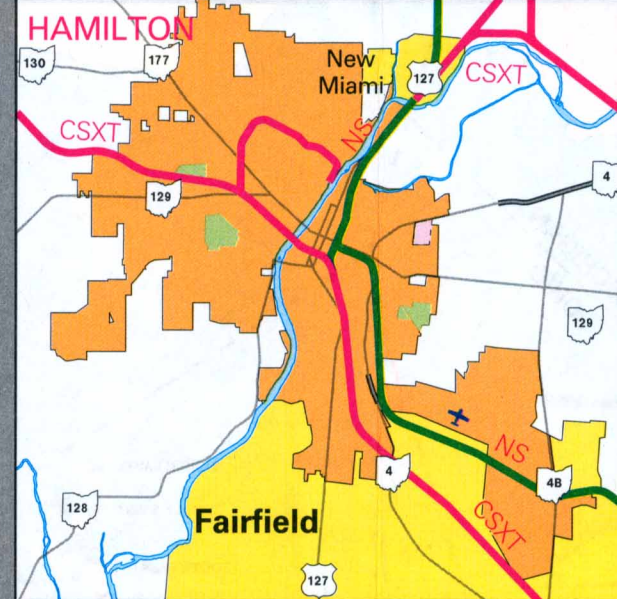 HAMILTON
130
177
New
Miami
127
CSXT
CSXT
NS
4
129
129
NS
4
4B
CSXT
128
Fairfield
127